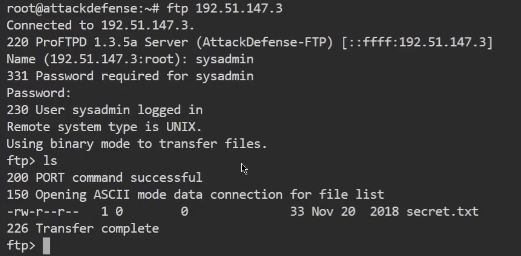 root@attackdefense:~# ftp 192.51.147.3
Connected to 192.51.147.3.
220 ProFTPD 1.3.5a Server (AttackDefense-FTP) [::ffff:192.51.147.3]
Name (192.51.147.3:root): sysadmin
331 Password required for sysadmin
Password:
230 User sysadmin logged in
Remote system type is UNIX.
Using binary mode to transfer files.
ftp> ls
200 PORT command successful
150 Opening ASCII mode data connection for file list
-rw-r--r--   1 0        0              33 Nov 20  2018 secret.txt
226 Transfer complete
ftp>